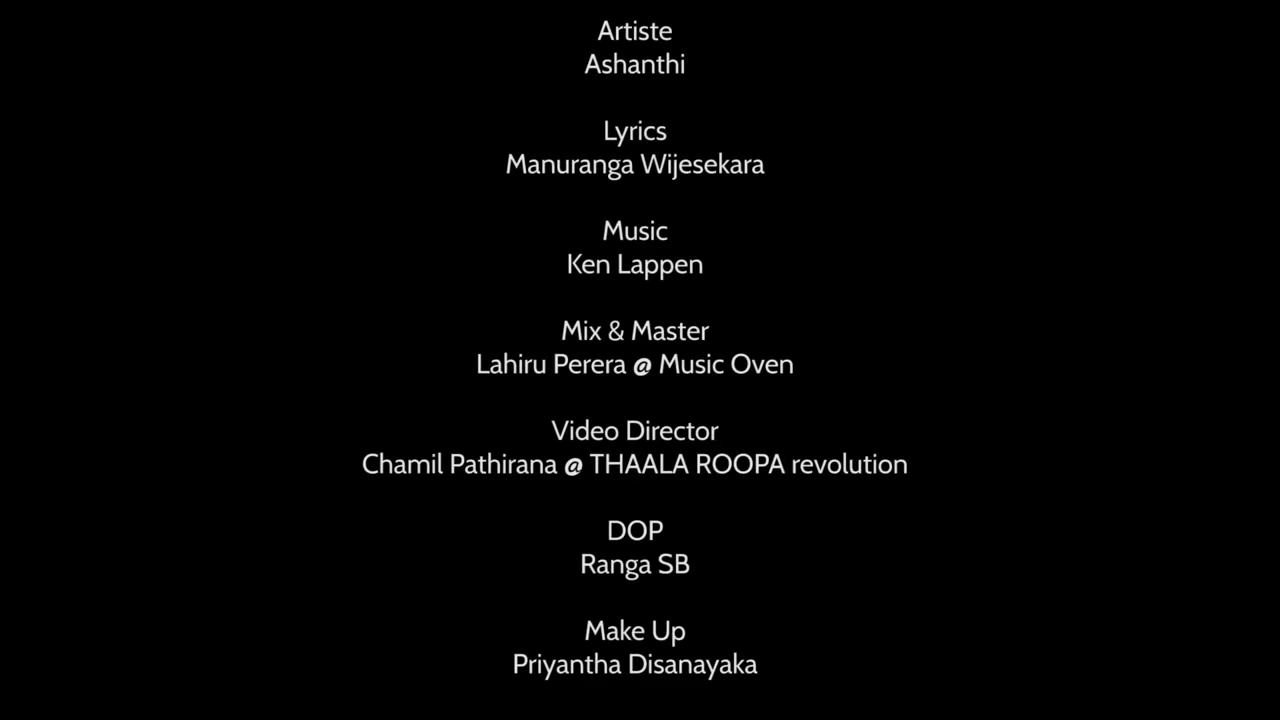 Artiste
Ashanthi
Lyrics
Manuranga Wijesekara
Music
Ken Lappen
Mix & Master
Lahiru Perera @ Music Oven
Video Director
Chamil Pathirana @ THAALA ROOPA revolution
DOP
Ranga SB
Make Up
Priyantha Disanayaka